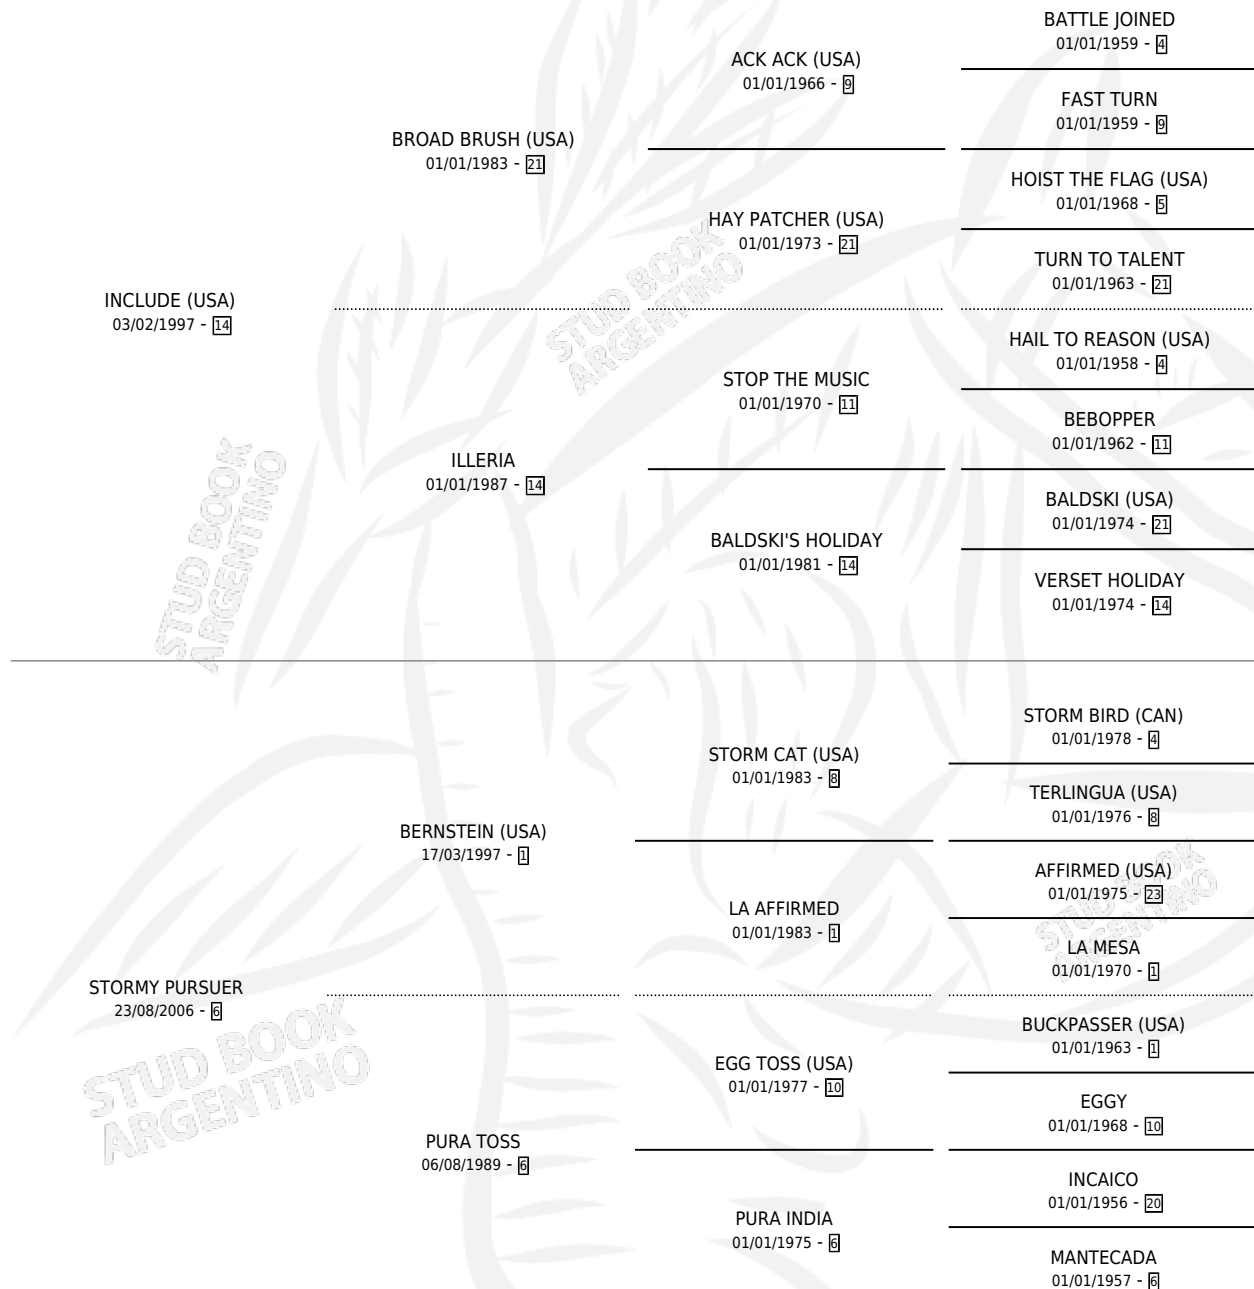 BATTLE JOINED
01/01/1959 - 4
ACK ACK (USA)
01/01/1966 - 9
FAST TURN
01/01/1959 - 9
BROAD BRUSH (USA)
01/01/1983 - 21
HOIST THE FLAG (USA)
01/01/1968 - 5
HAY PATCHER (USA)
01/01/1973 - 21
TURN TO TALENT
01/01/1963 - 21
INCLUDE (USA)
03/02/1997 - 14
HAIL TO REASON (USA)
01/01/1958 - 4
STOP THE MUSIC
01/01/1970 - 11
BEBOPPER
01/01/1962 - 11
ILLERIA
01/01/1987 - 14
BALDSKI (USA)
01/01/1974 - 21
BALDSKI'S HOLIDAY
01/01/1981 - 14
VERSET HOLIDAY
01/01/1974 - 14
STORM BIRD (CAN)
01/01/1978 - 4
STORM CAT (USA)
01/01/1983 - 8
TERLINGUA (USA)
01/01/1976 - 8
BERNSTEIN (USA)
17/03/1997 - 1
AFFIRMED (USA)
01/01/1975 - 23
LA AFFIRMED
01/01/1983 - 1
LA MESA
01/01/1970 - 1
STORMY PURSUER
23/08/2006 - 6
BUCKPASSER (USA)
01/01/1963 - 1
EGG TOSS (USA)
01/01/1977 - 10
EGGY
01/01/1968 - 10
PURA TOSS
06/08/1989 - 6
INCAICO
01/01/1956 - 20
PURA INDIA
01/01/1975 - 6
MANTECADA
01/01/1957 - 6
STUD BOOK
ARGENTINO
STUD BOOK
ARGENTINO
STUD BOOK
ARGENTINO
STUD BOOK
ARGENTINO